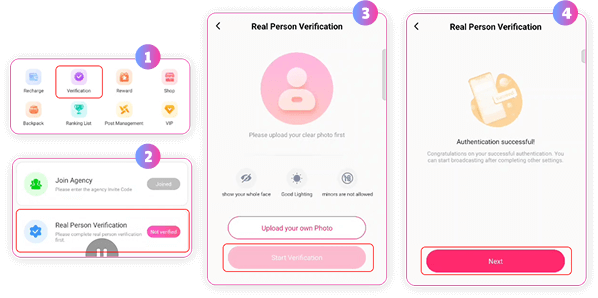 1
Recharge
Verification
Reward
Shop
Backpack
Ranking List
Post Management
VIP
2
Join Agency
Please enter the agency Invite Code
Joined
Real Person Verification
Please complete real-person verification
first.
Not verified
3
Real Person Verification
Please upload your clear photo first
show your whole face
Good Lighting
minors are not allowed
Upload your own Photo
Start Verification
4
Real Person Verification
Authentication successful!
Congratulations on your successful authentication. You
can start broadcasting after completing other settings.
Next